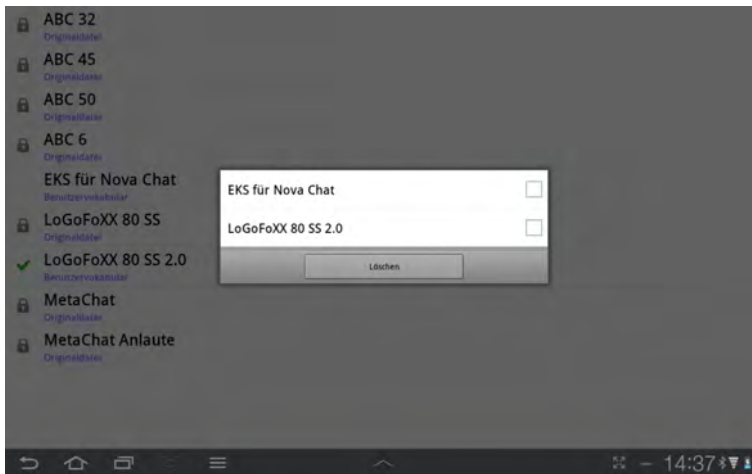 ABC 32
Originaldatei
ABC 45
Originaldatei
ABC 50
Originaldatei
ABC 6
Originaldatei
EKS für Nova Chat
Benutzervokabular
LoGoFoXX 80 SS
Originaldatei
LoGoFoXX 80 SS 2.0
Benutzervokabular
MetaChat
Originaldatei
MetaChat Anlaute
Originaldatei
EKS für Nova Chat
LoGoFoXX 80 SS 2.0
Löschen
14:37